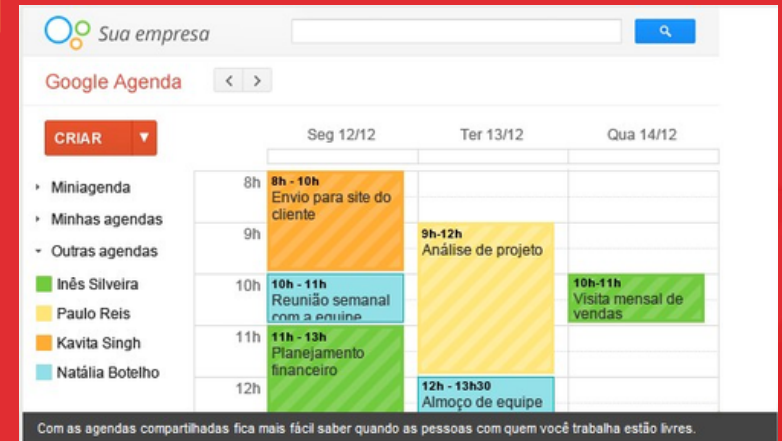 Sua empresa
Google Agenda
CRIAR
Seg 12/12
Ter 13/12
Qua 14/12
Miniagenda
Minhas agendas
Outras agendas
Inês Silveira
Paulo Reis
Kavita Singh
Natália Botelho
8h
9h
10h
11h
12h
8h - 10h
Envio para site do
cliente
10h - 11h
Reunião semanal
com a equipe
11h - 13h
Planejamento
financeiro
9h-12h
Análise de projeto
12h - 13h30
Almoço de equipe
10h-11h
Visita mensal de
vendas
Com as agendas compartilhadas fica mais fácil saber quando as pessoas com quem você trabalha estão livres.